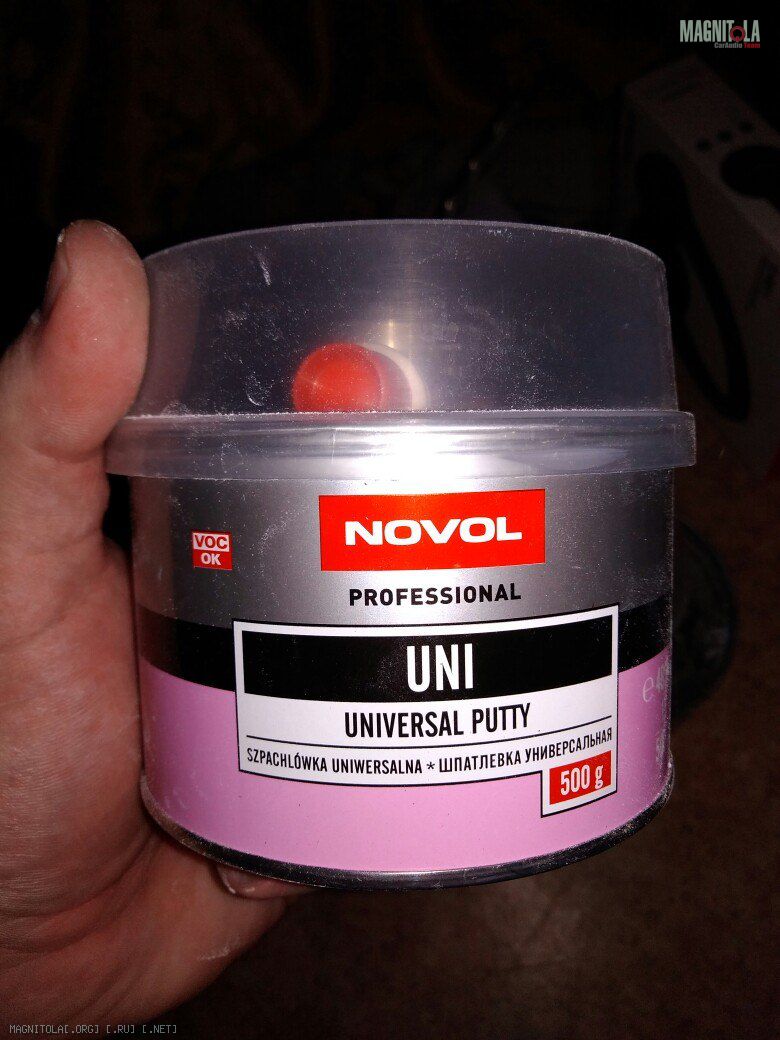 MAGNITOLA
CarAudio Team
NOVOL
VOC
OK
PROFESSIONAL
UNI
UNIVERSAL PUTTY
SZPACHLÓWKA UNIWERSALNA * ШПАТЛЕВКА УНИВЕРСАЛЬНАЯ
500 g
MAGNITOLA[.ORG] [.RU] [.NET]